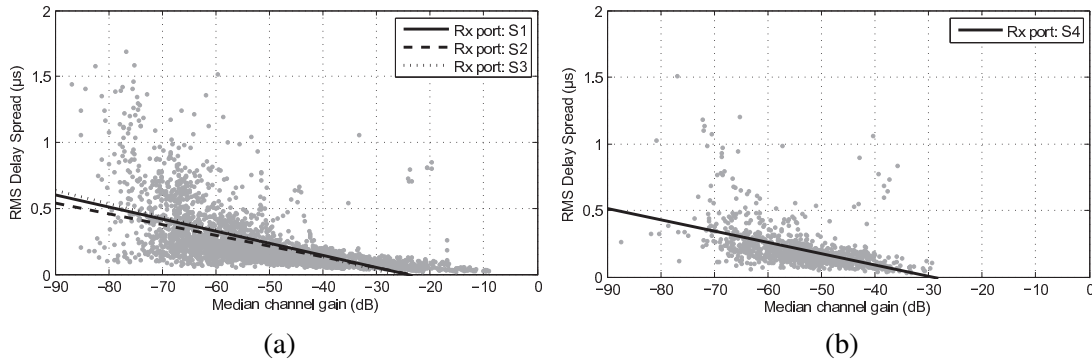 2
1.5
1
0.5
0
RMS Delay Spread (μs)
−90 −80 −70 −60 −50 −40 −30 −20 −10 0
Median channel gain (dB)
Rx port: S1
Rx port: S2
Rx port: S3
(a)
2
1.5
1
0.5
0
RMS Delay Spread (μs)
−90 −80 −70 −60 −50 −40 −30 −20 −10 0
Median channel gain (dB)
Rx port: S4
(b)